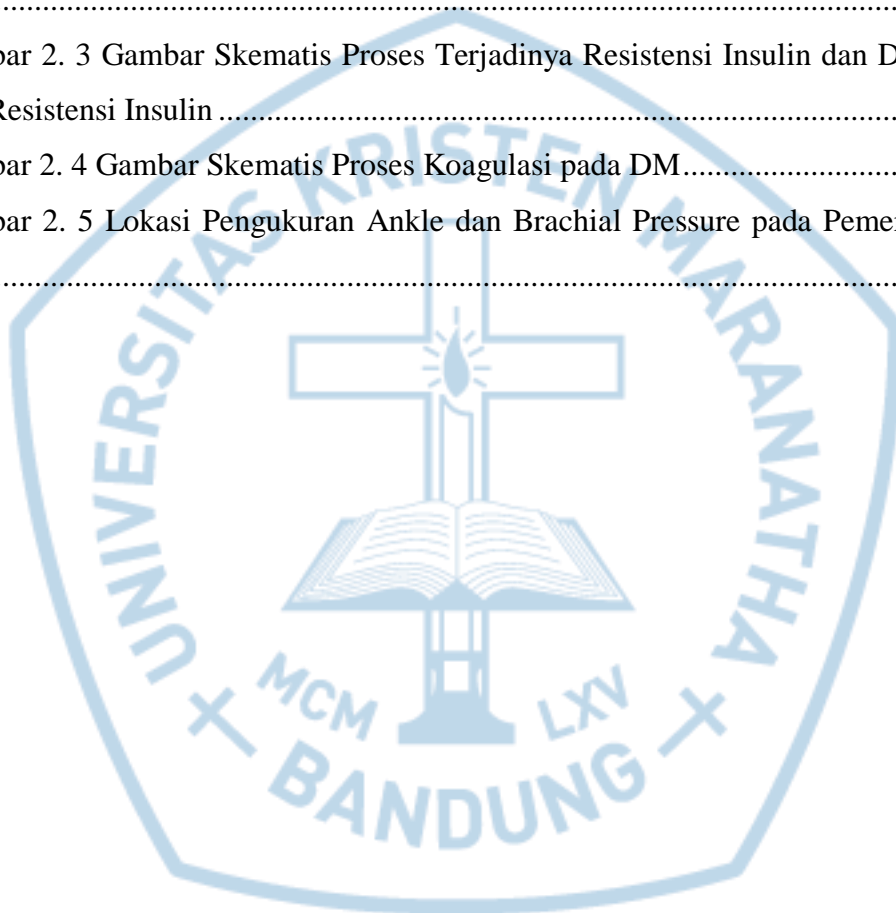 ..........
bar 2. 3 Gambar Skematis Proses Terjadinya Resistensi Insulin dan D
Resistensi Insulin ..........
bar 2. 4 Gambar Skematis Proses Koagulasi pada DM ..........
bar 2. 5 Lokasi Pengukuran Ankle dan Brachial Pressure pada Pemer
..........
UNIVERSITAS KRISTEN MARANATHA
MCM LXV
BANDUNG